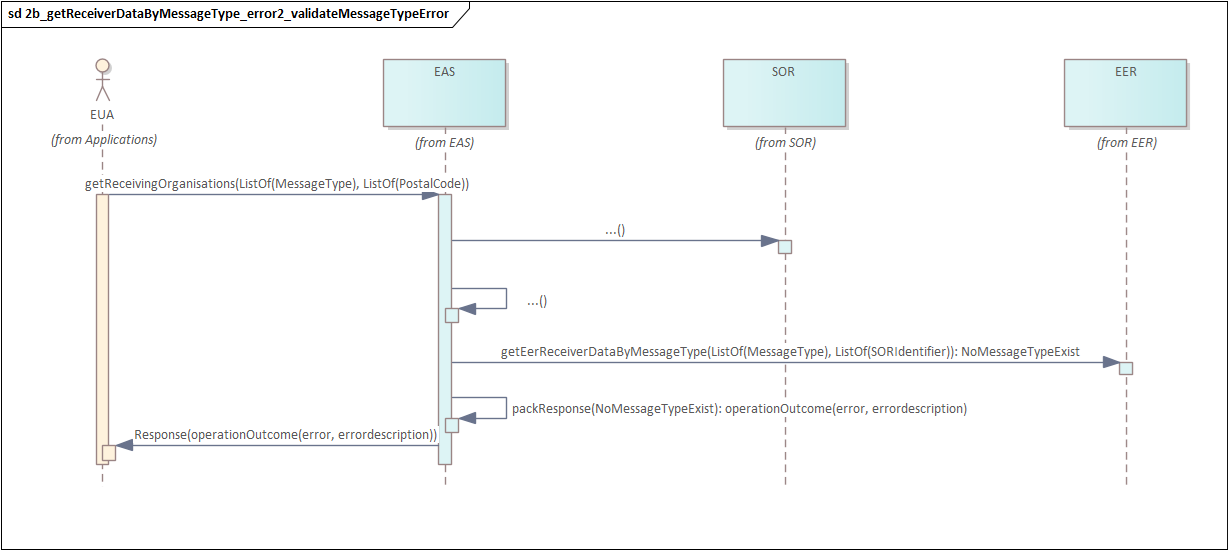 sd 2b_getReceiverDataByMessageType_error2_validateMessageTypeError
EAS
SOR
EER
EUA
(from Applications)
(from EAS)
(from SOR)
(from EER)
getReceivingOrganisations(ListOf(MessageType), ListOf(PostalCode))
...()
...()
getEerReceiverDataByMessageType(ListOf(MessageType), ListOf(SORIdentifier)): NoMessageTypeExist
packResponse(NoMessageTypeExist): operationOutcome(error, errordescription)
Response(operationOutcome(error, errordescription))